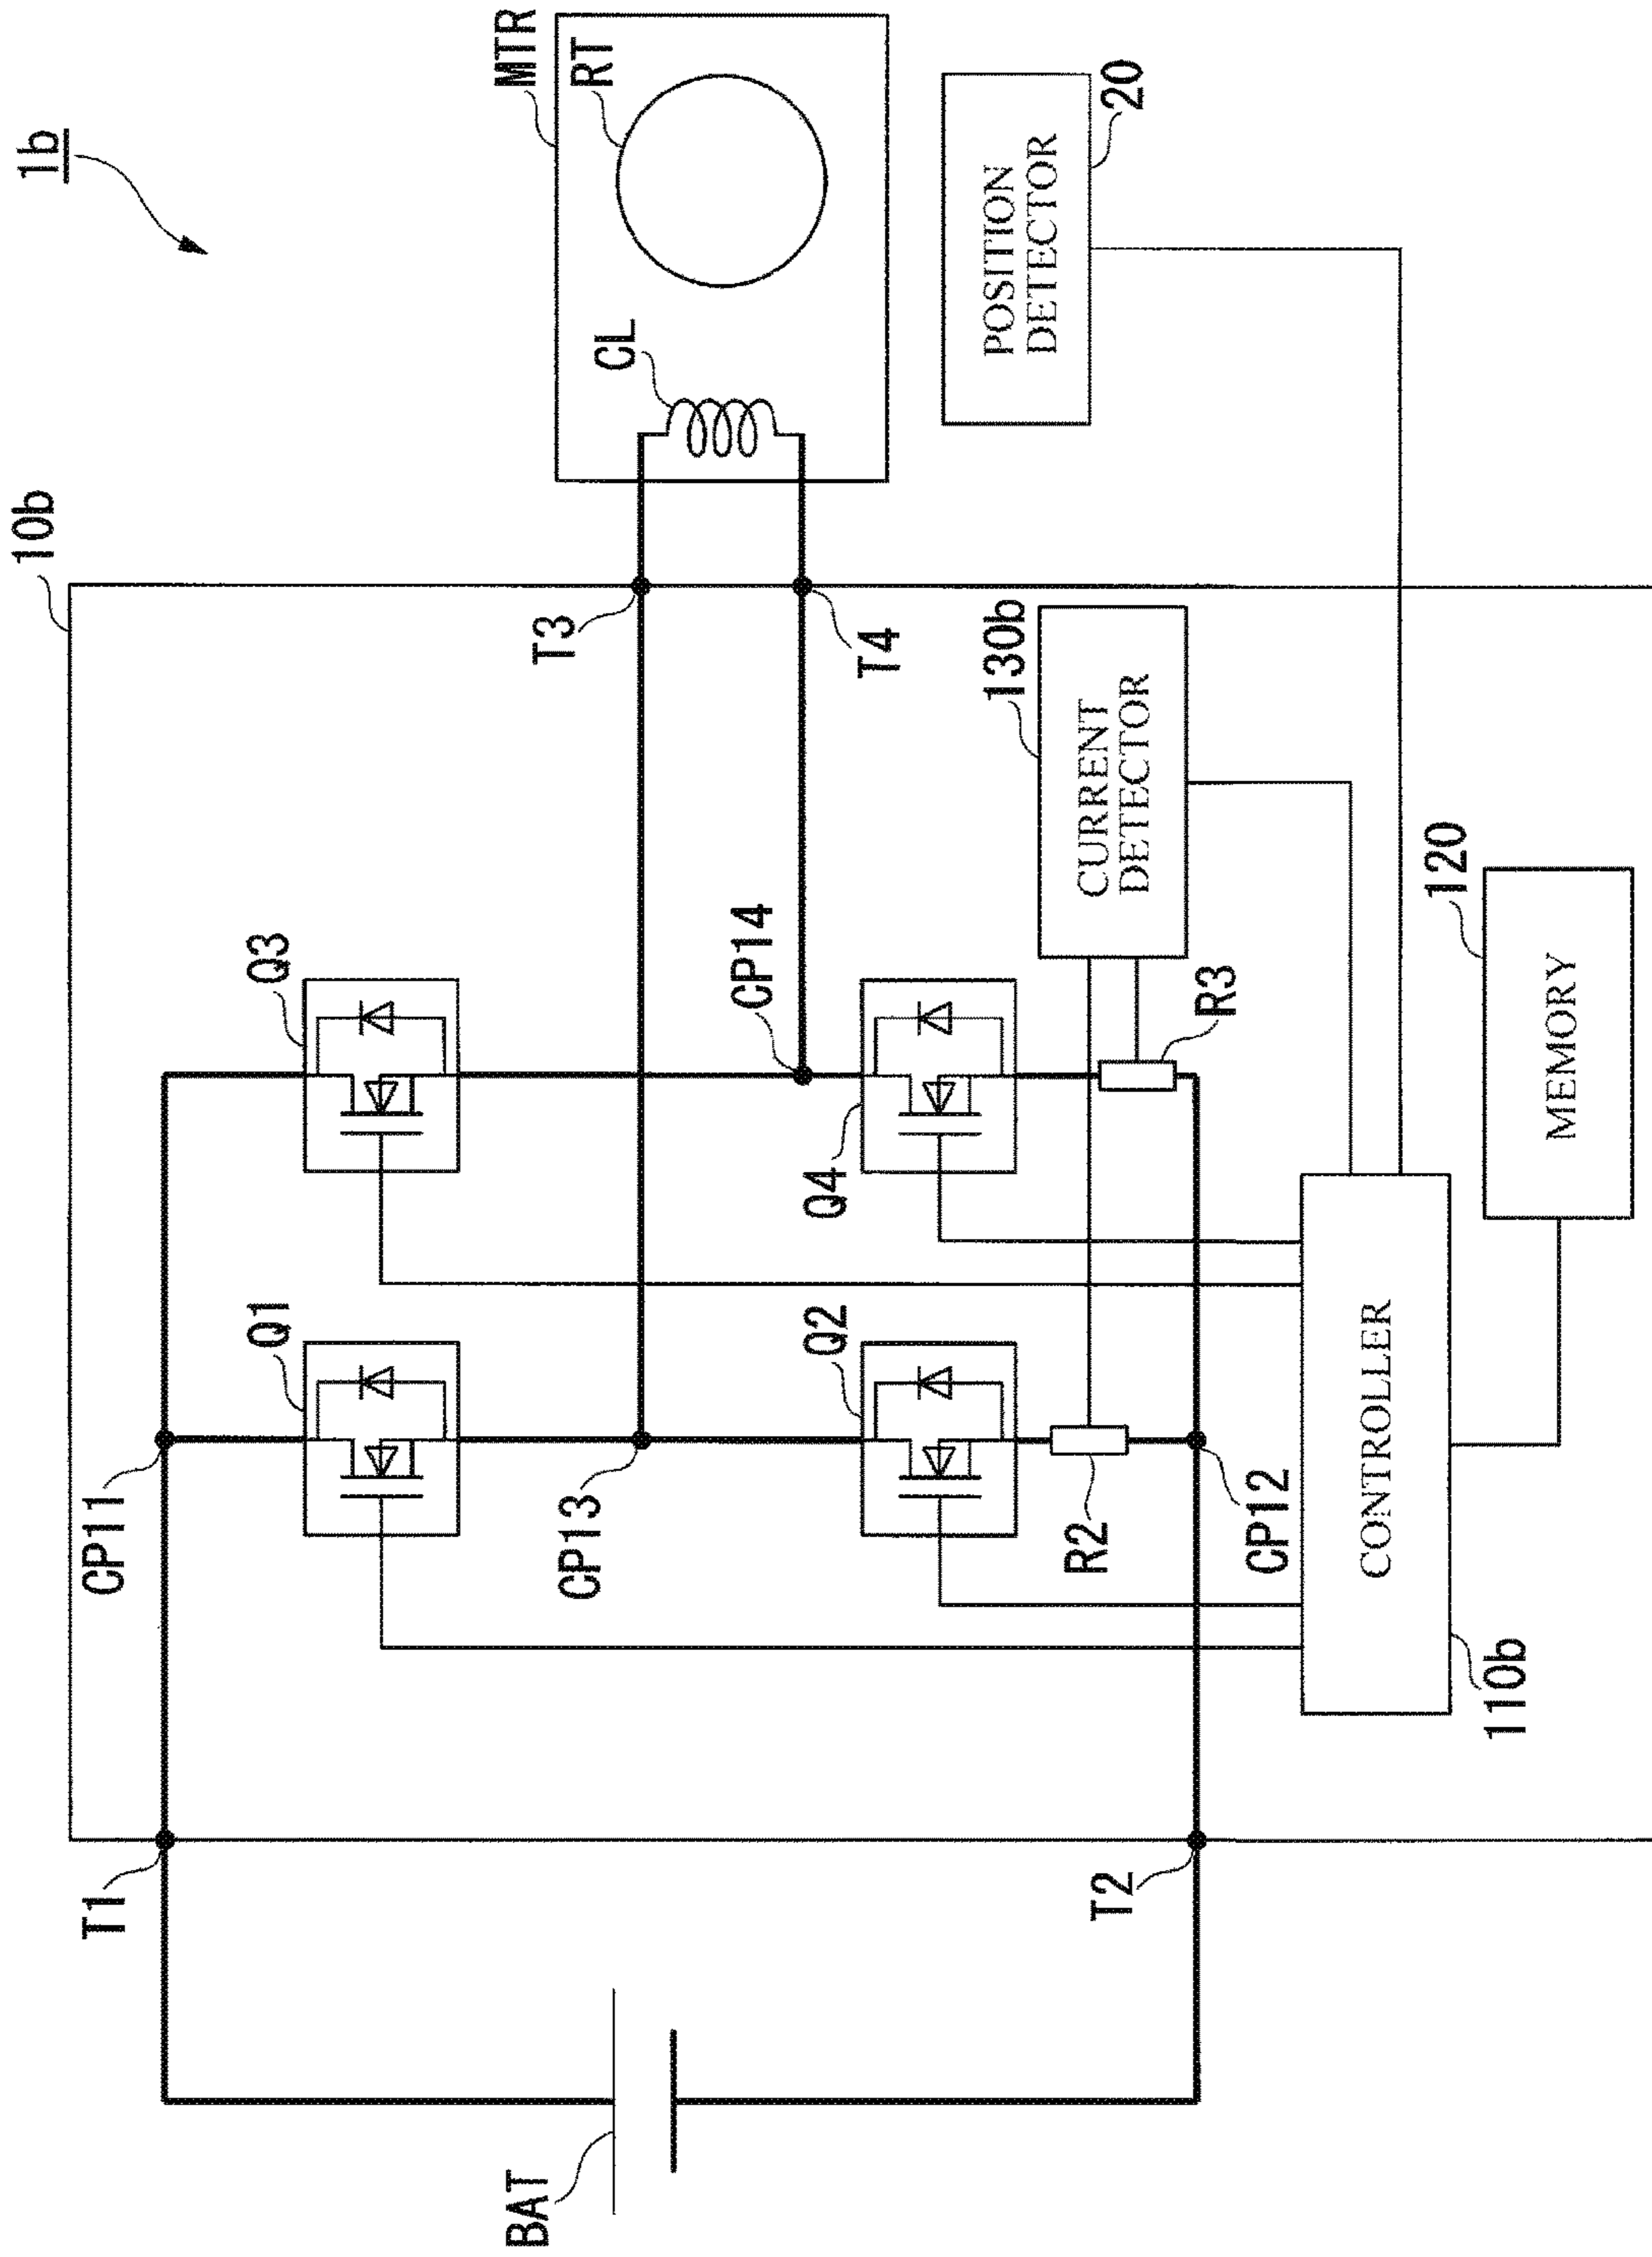 1b
10b
MTR
RT
CL
POSITION
DETECTOR
20
T3
T4
130b
CURRENT
DETECTOR
Q3
CP14
Q4
R3
120
MEMORY
CP11
Q1
CP13
Q2
R2
CP12
CONTROLLER
110b
T1
T2
BAT